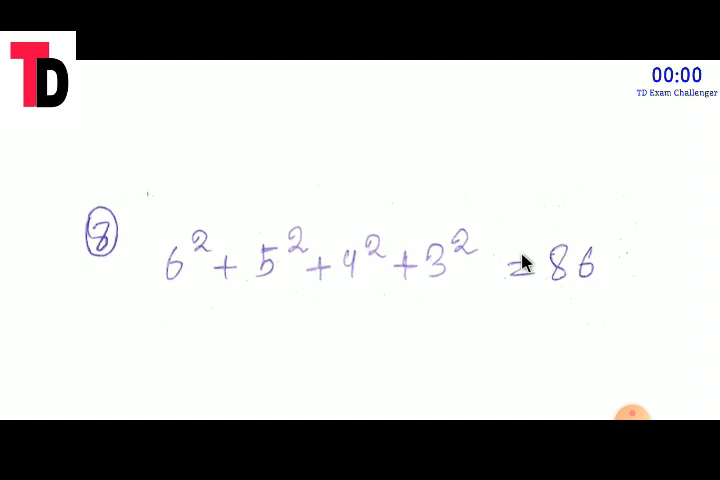 TD
00:00
TD Exam Challenger
8 6² + 5² + 4² + 3² = 86